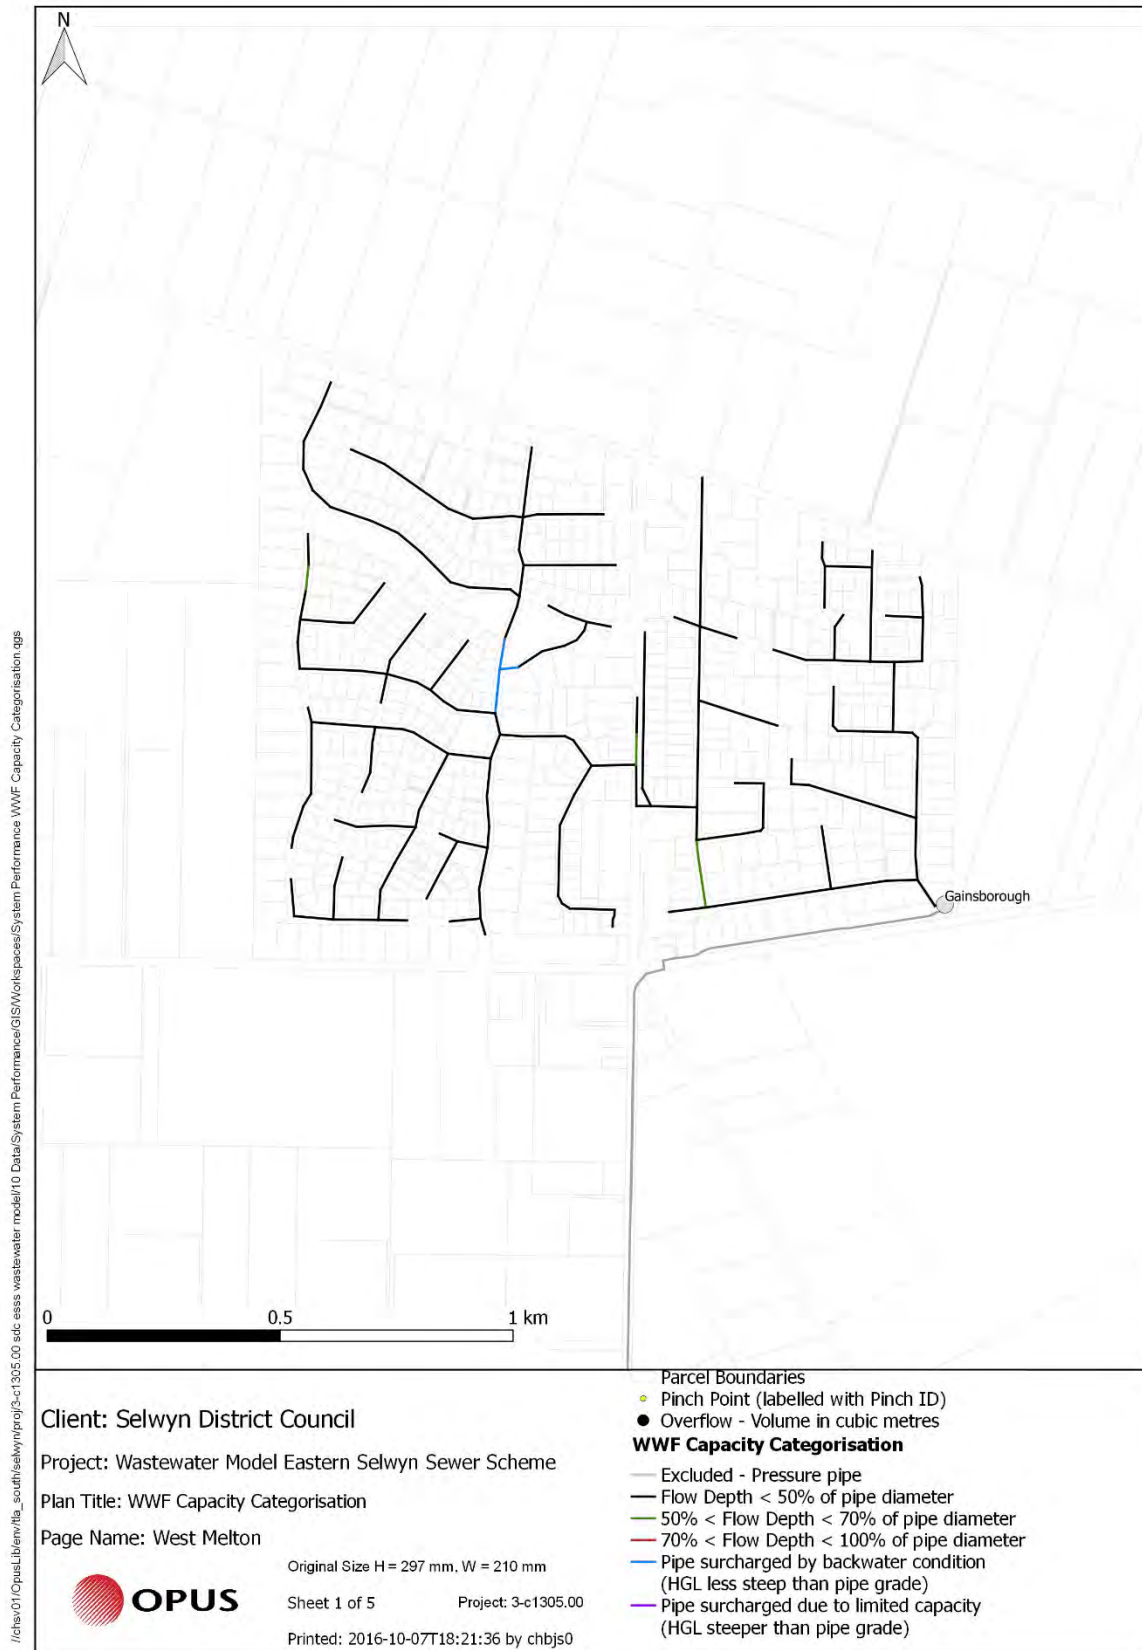 N
Gainsborough
0 0.5 1 km
//chsv01/OpusLib/env/tla_south/selwyn/proj/3-c1305.00 sdc esss wastewater model/10 Data/System Performance/GIS/Workspaces/System Performance WWF Capacity Categorisation.qgs
Client: Selwyn District Council
Project: Wastewater Model Eastern Selwyn Sewer Scheme
Plan Title: WWF Capacity Categorisation
Page Name: West Melton
OPUS
Original Size H = 297 mm, W = 210 mm
Sheet 1 of 5 Project: 3-c1305.00
Printed: 2016-10-07T18:21:36 by chbjs0
Parcel Boundaries
Pinch Point (labelled with Pinch ID)
Overflow - Volume in cubic metres
WWF Capacity Categorisation
Excluded - Pressure pipe
Flow Depth < 50% of pipe diameter
50% < Flow Depth < 70% of pipe diameter
70% < Flow Depth < 100% of pipe diameter
Pipe surcharged by backwater condition
(HGL less steep than pipe grade)
Pipe surcharged due to limited capacity
(HGL steeper than pipe grade)